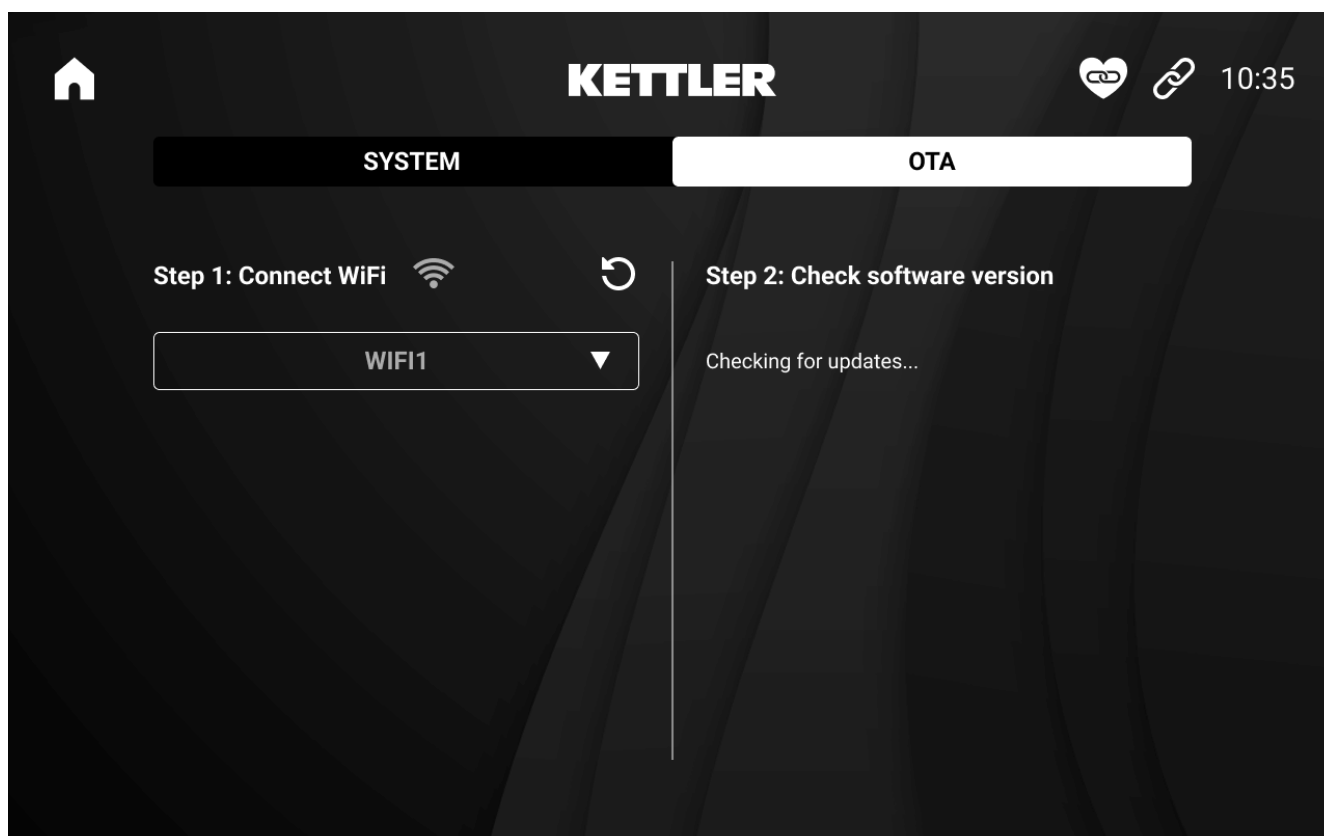 KETTLER
10:35
SYSTEM
OTA
Step 1: Connect WiFi
WIFI1
Step 2: Check software version
Checking for updates...